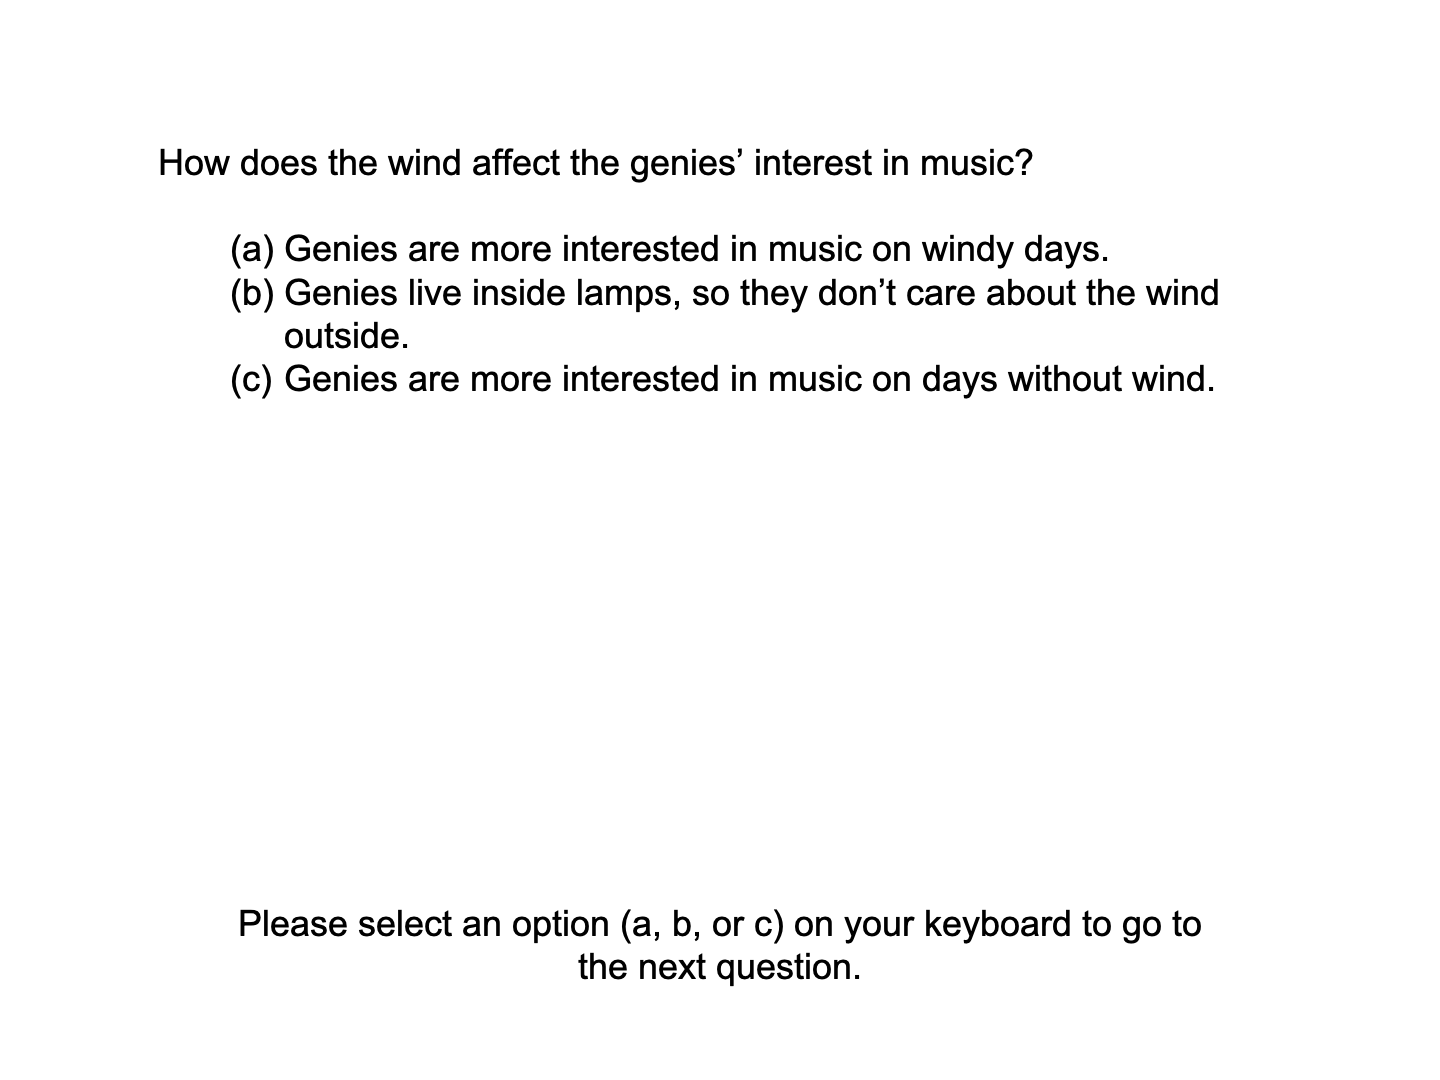 How does the wind affect the genies’ interest in music?
(a) Genies are more interested in music on windy days.
(b) Genies live inside lamps, so they don’t care about the wind
outside.
(c) Genies are more interested in music on days without wind.
Please select an option (a, b, or c) on your keyboard to go to
the next question.